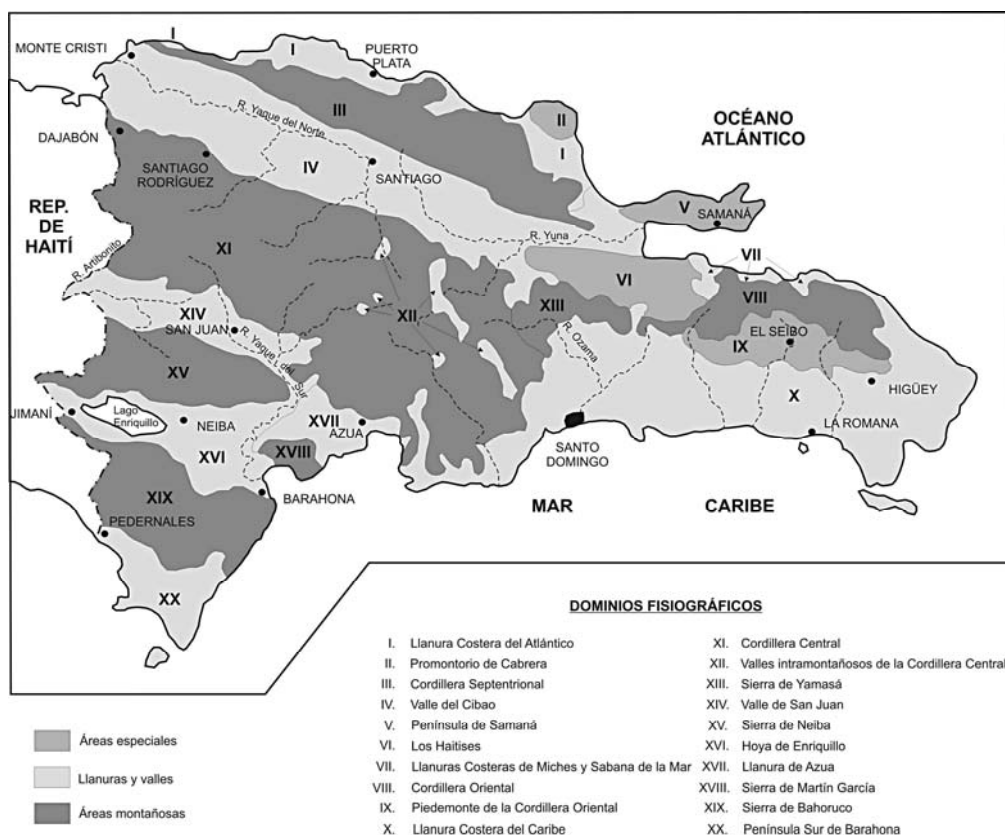 I
I
MONTE CRISTI
PUERTO
PLATA
R. Yaque del Norte
III
II
OCÉANO
ATLÁNTICO
DAJABÓN
I
SANTIAGO
RODRÍGUEZ
IV
SANTIAGO
REP.
DE
HAITÍ
V
SAMANÁ
R. Yuna
XI
VII
R. Artibonito
VI
VIII
XII
XIII
XIV
SAN JUAN
R. Ozama
EL SEIBO
IX
R. Yaque del Sur
XV
HIGÜEY
X
JIMANÍ
Lago
Enriquillo
NEIBA
XVII
AZUA
LA ROMANA
SANTO
DOMINGO
XVI
XVIII
XIX
BARAHONA
MAR
CARIBE
PEDERNALES
XX
DOMINIOS FISIOGRÁFICOS
I. Llanura Costera del Atlántico
II. Promontorio de Cabrera
III. Cordillera Septentrional
IV. Valle del Cibao
V. Península de Samaná
VI. Los Haitises
VII. Llanuras Costeras de Miches y Sabana de la Mar
VIII. Cordillera Oriental
IX. Piedemonte de la Cordillera Oriental
X. Llanura Costera del Caribe
XI. Cordillera Central
XII. Valles intramontañosos de la Cordillera Central
XIII. Sierra de Yamasá
XIV. Valle de San Juan
XV. Sierra de Neiba
XVI. Hoya de Enriquillo
XVII. Llanura de Azua
XVIII. Sierra de Martín García
XIX. Sierra de Bahoruco
XX. Península Sur de Barahona
Áreas especiales
Llanuras y valles
Áreas montañosas